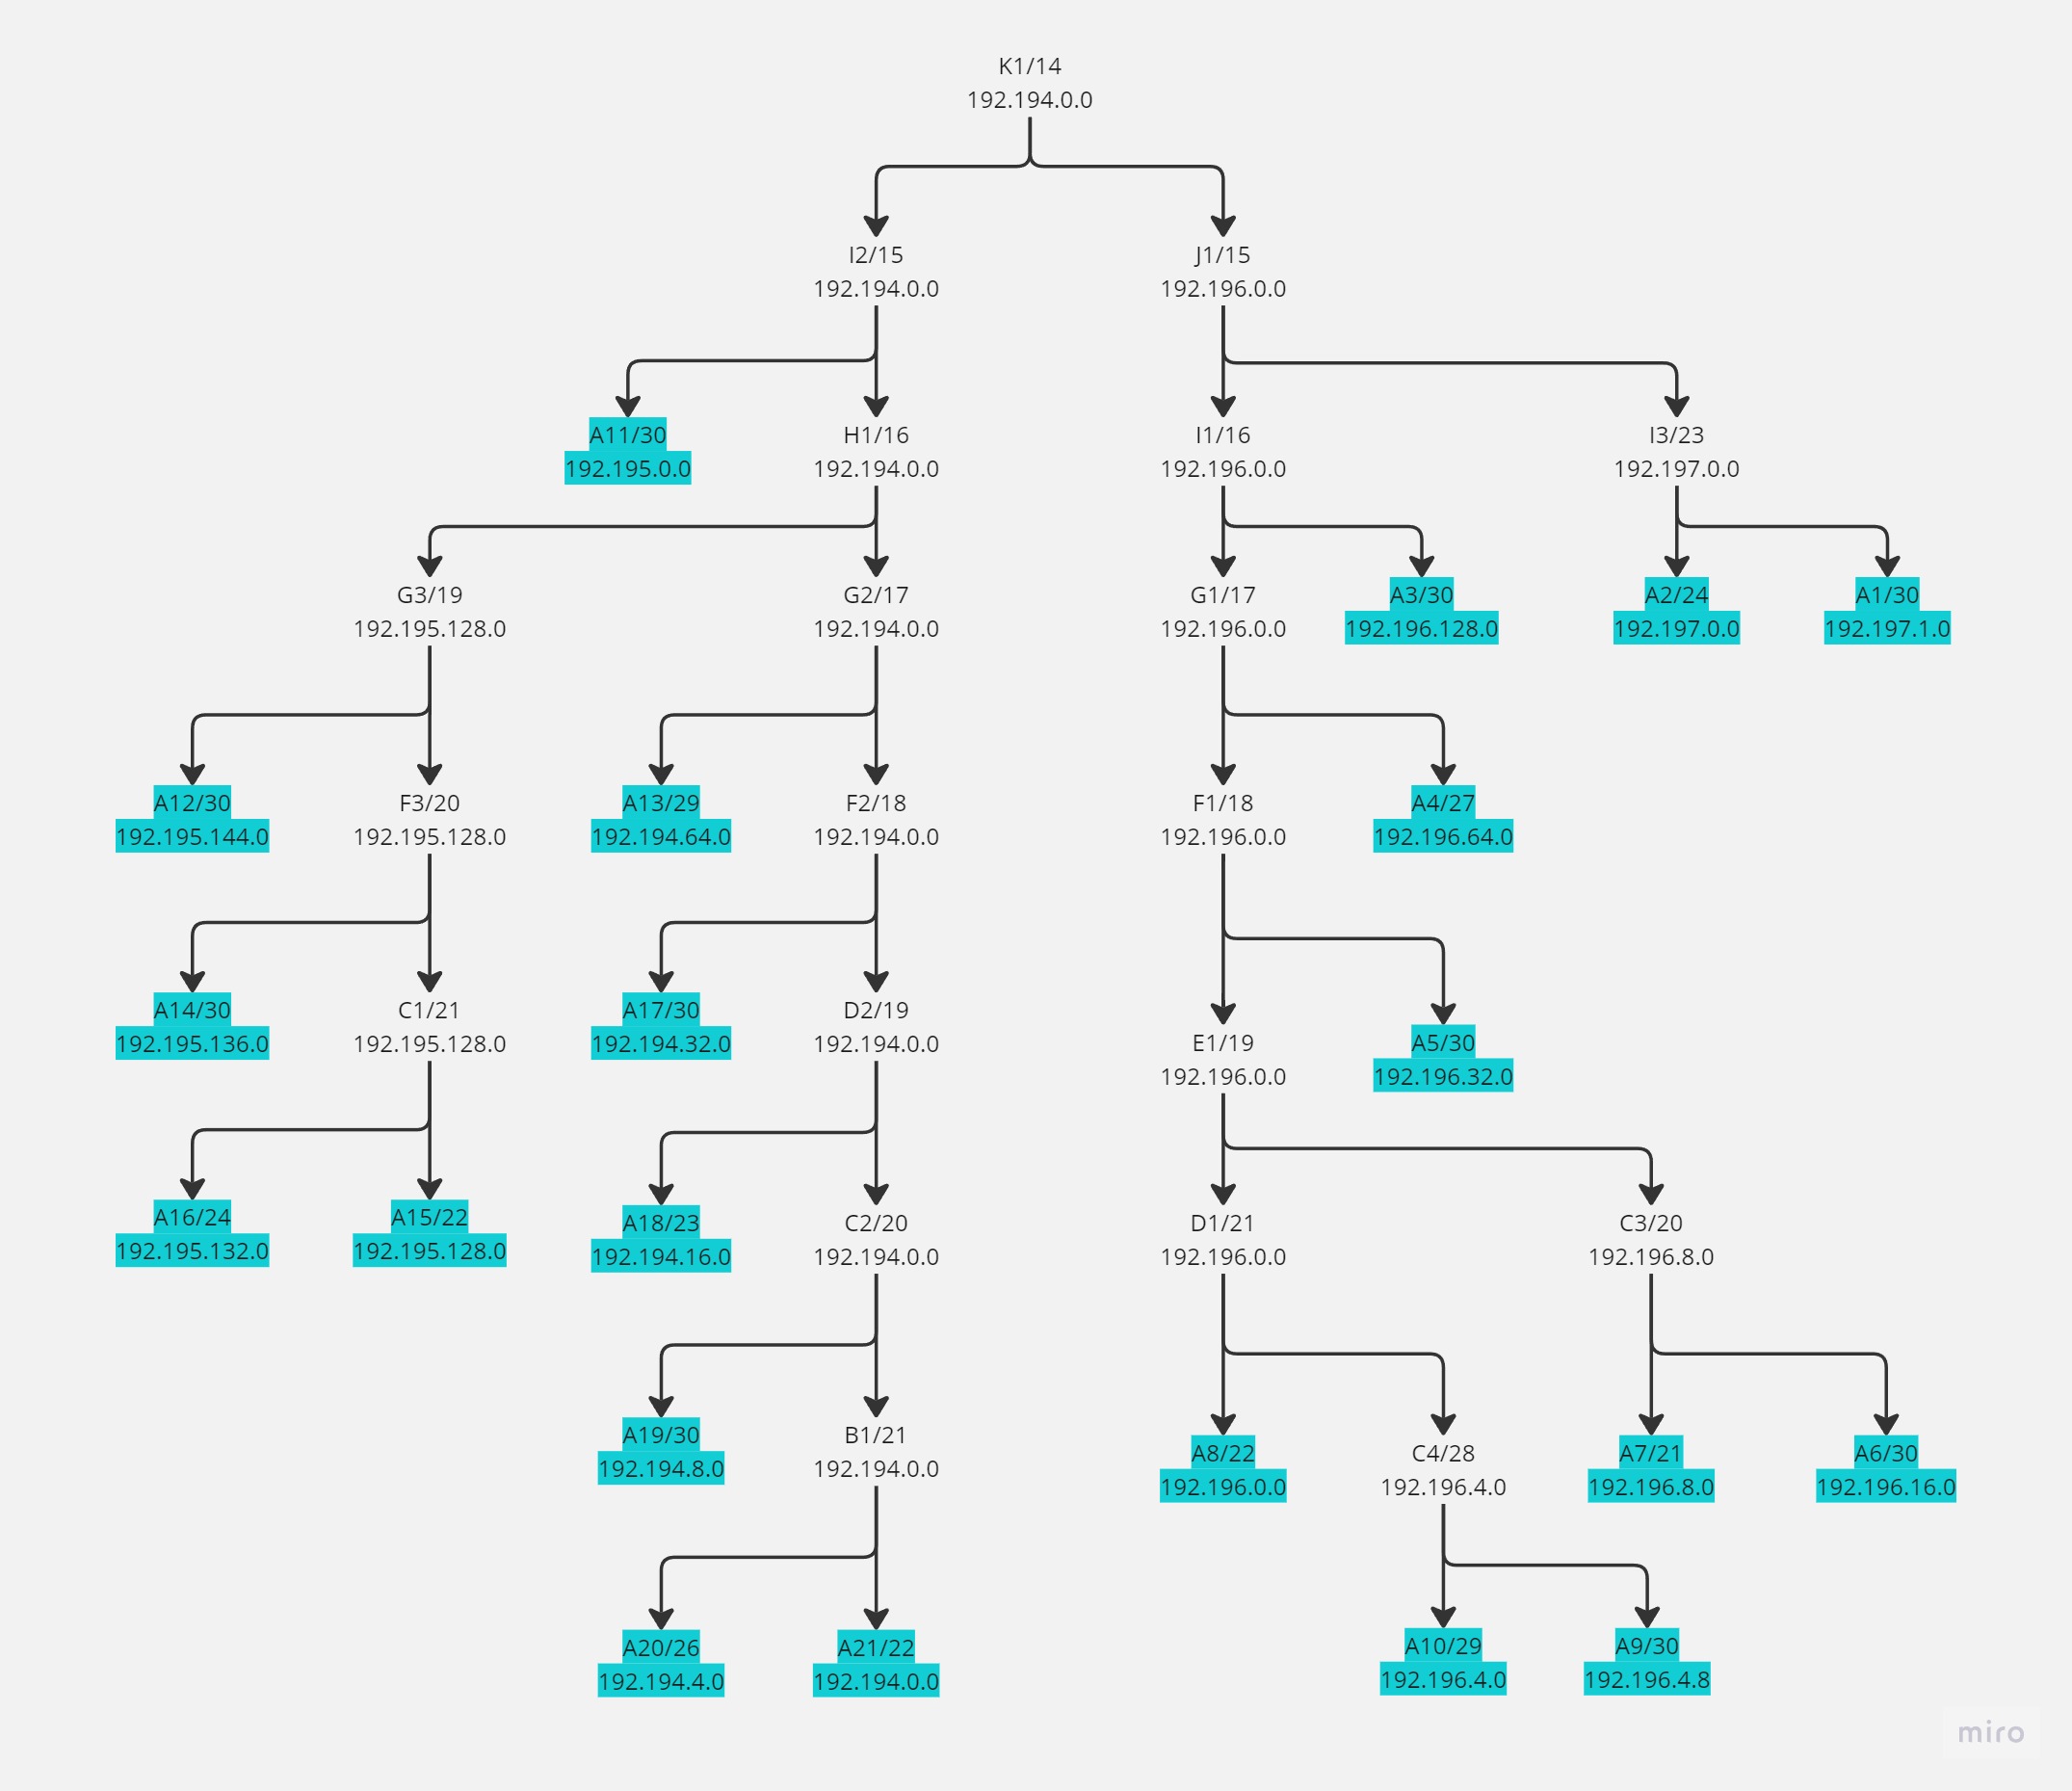 K1/14
192.194.0.0
I2/15
192.194.0.0
J1/15
192.196.0.0
A11/30
192.195.0.0
H1/16
192.194.0.0
I1/16
192.196.0.0
I3/23
192.197.0.0
G3/19
192.195.128.0
G2/17
192.194.0.0
G1/17
192.196.0.0
A3/30
192.196.128.0
A2/24
192.197.0.0
A1/30
192.197.1.0
A12/30
192.195.144.0
F3/20
192.195.128.0
A13/29
192.194.64.0
F2/18
192.194.0.0
F1/18
192.196.0.0
A4/27
192.196.64.0
A14/30
192.195.136.0
C1/21
192.195.128.0
A17/30
192.194.32.0
D2/19
192.194.0.0
E1/19
192.196.0.0
A5/30
192.196.32.0
A16/24
192.195.132.0
A15/22
192.195.128.0
A18/23
192.194.16.0
C2/20
192.194.0.0
D1/21
192.196.0.0
C3/20
192.196.8.0
A19/30
192.194.8.0
B1/21
192.194.0.0
A8/22
192.196.0.0
C4/28
192.196.4.0
A7/21
192.196.8.0
A6/30
192.196.16.0
A20/26
192.194.4.0
A21/22
192.194.0.0
A10/29
192.196.4.0
A9/30
192.196.4.8
miro